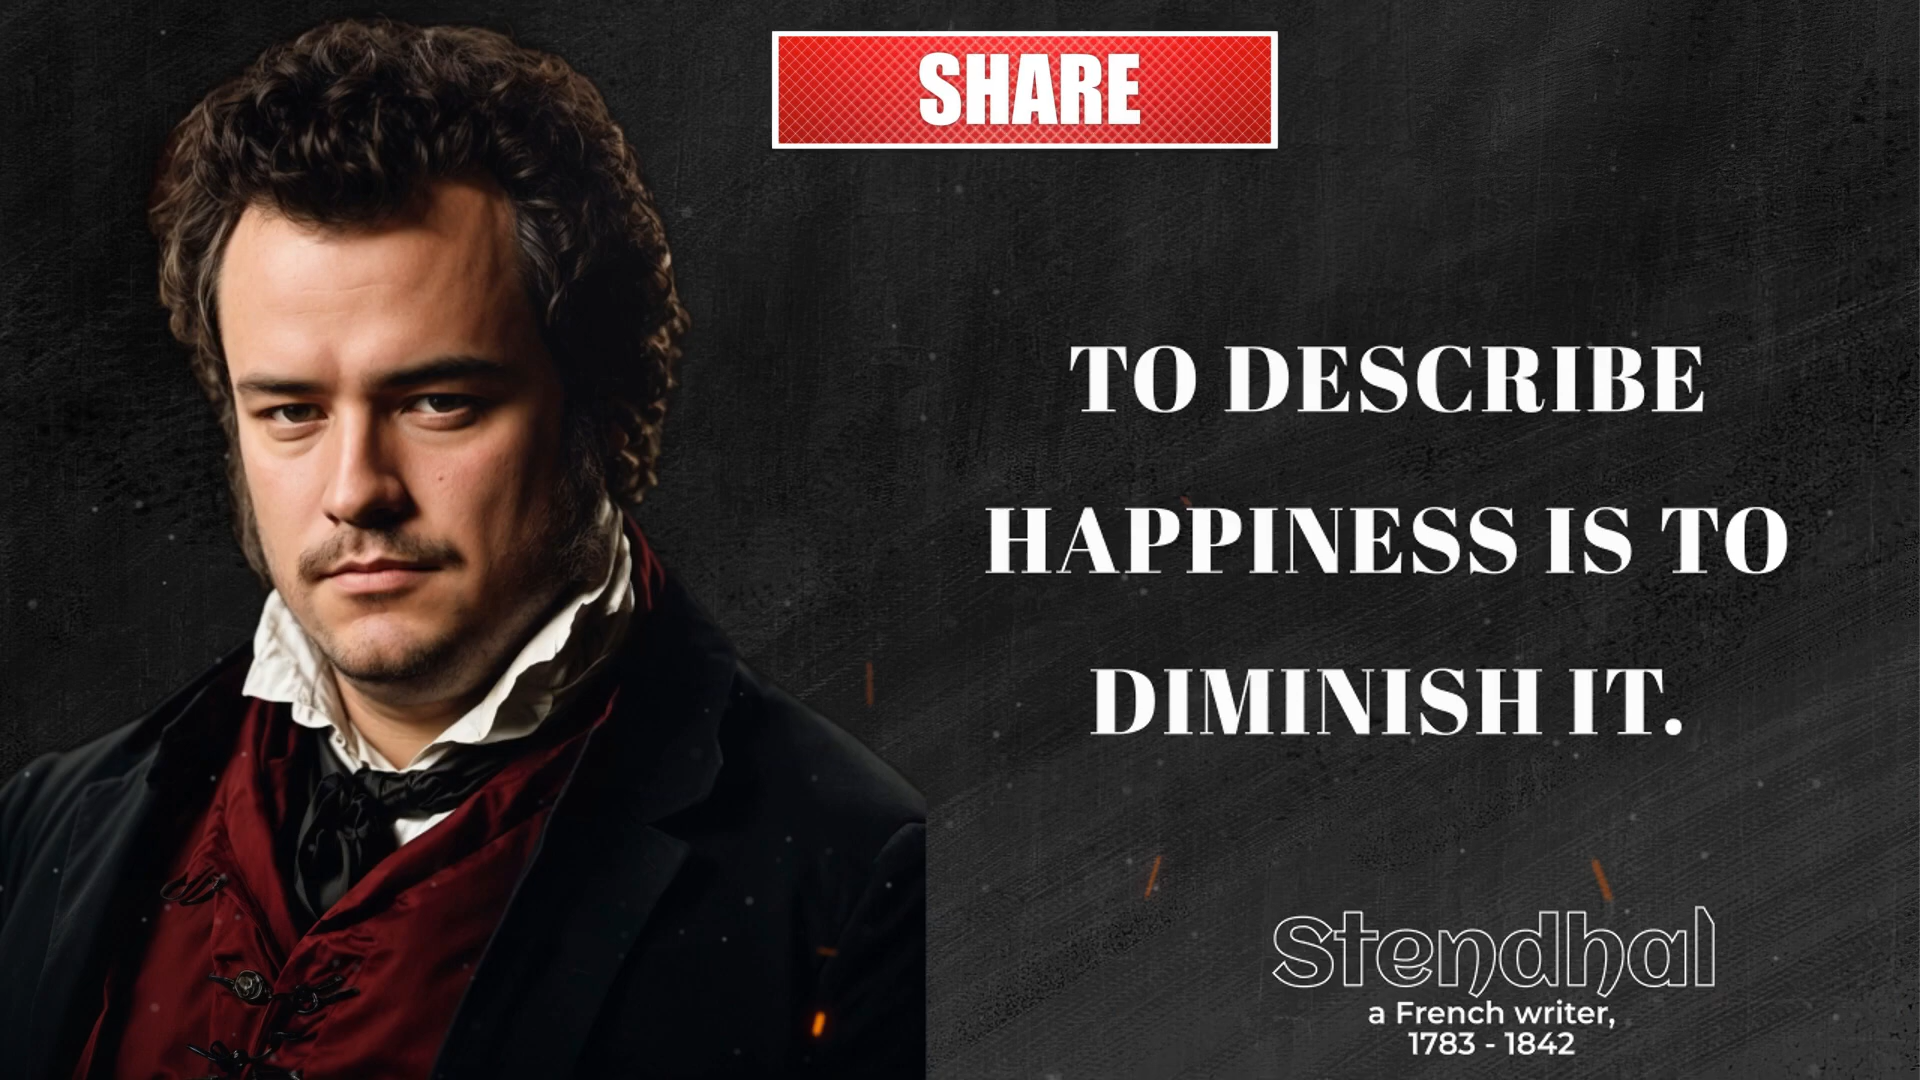 SHARE
TO DESCRIBE
HAPPINESS IS TO
DIMINISH IT.
Stendhal
a French writer,
1783 - 1842